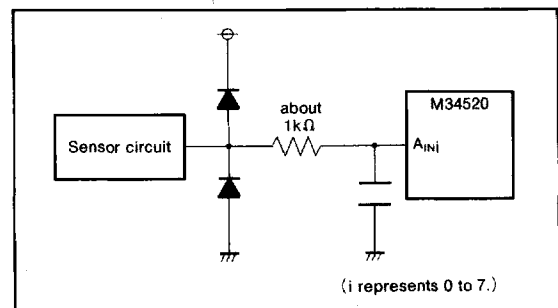 about
1kΩ
M34520
Sensor circuit
AINi
(i represents 0 to 7.)